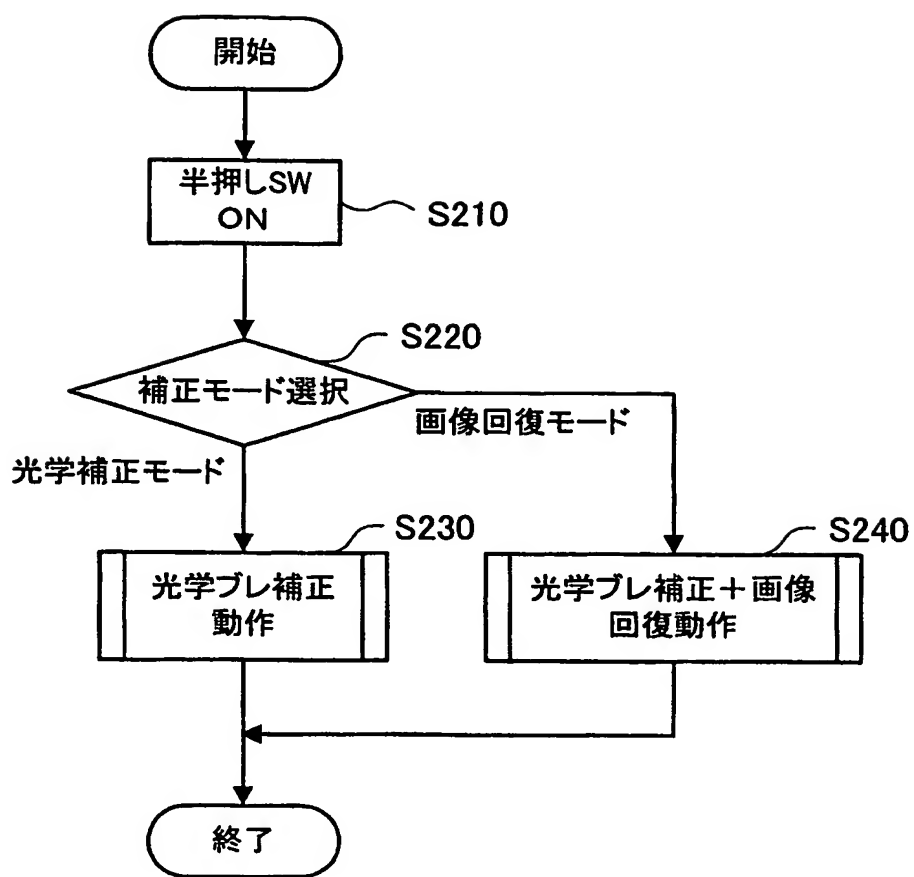 開始
半押しSW
ON
S210
S220
補正モード選択
画像回復モード
光学補正モード
S230
光学ブレ補正
動作
S240
光学ブレ補正+画像
回復動作
終了